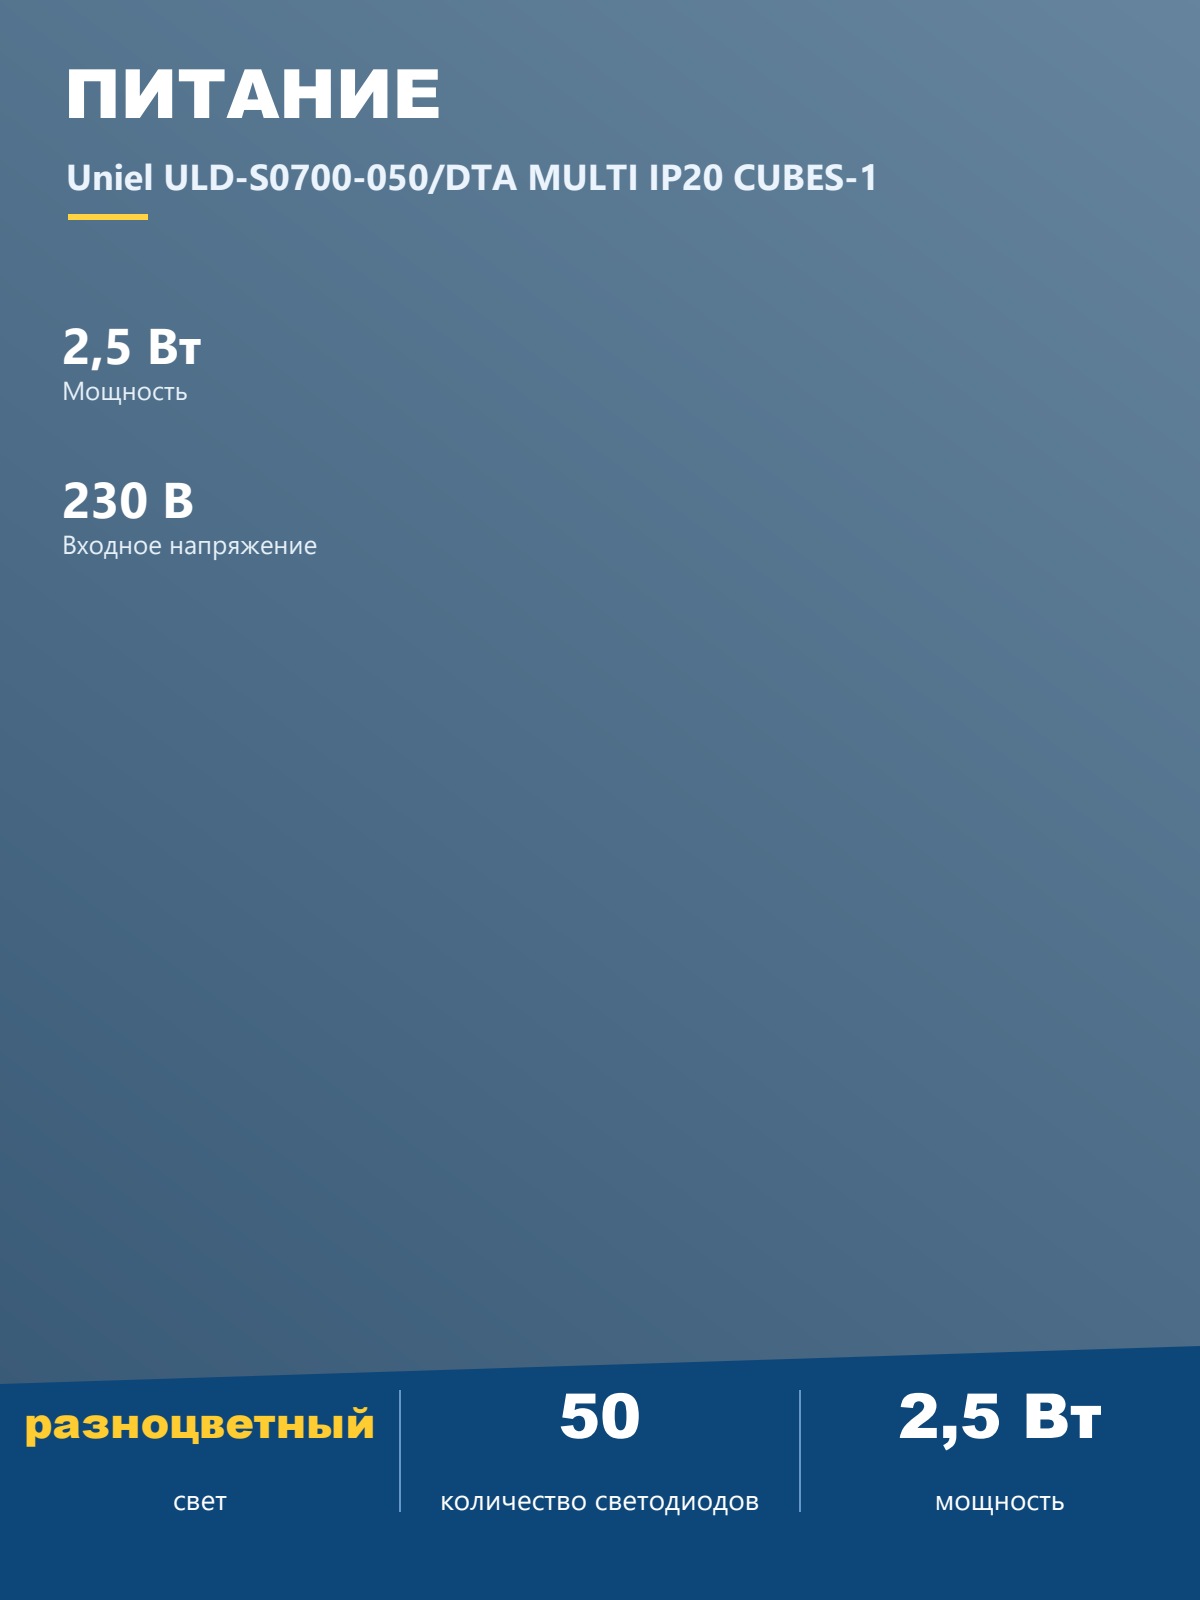 ПИТАНИЕ
Uniel ULD-S0700-050/DTA MULTI IP20 CUBES-1
2,5 Вт
Мощность
230 В
Входное напряжение
разноцветный
свет
50
количество светодиодов
2,5 Вт
мощность